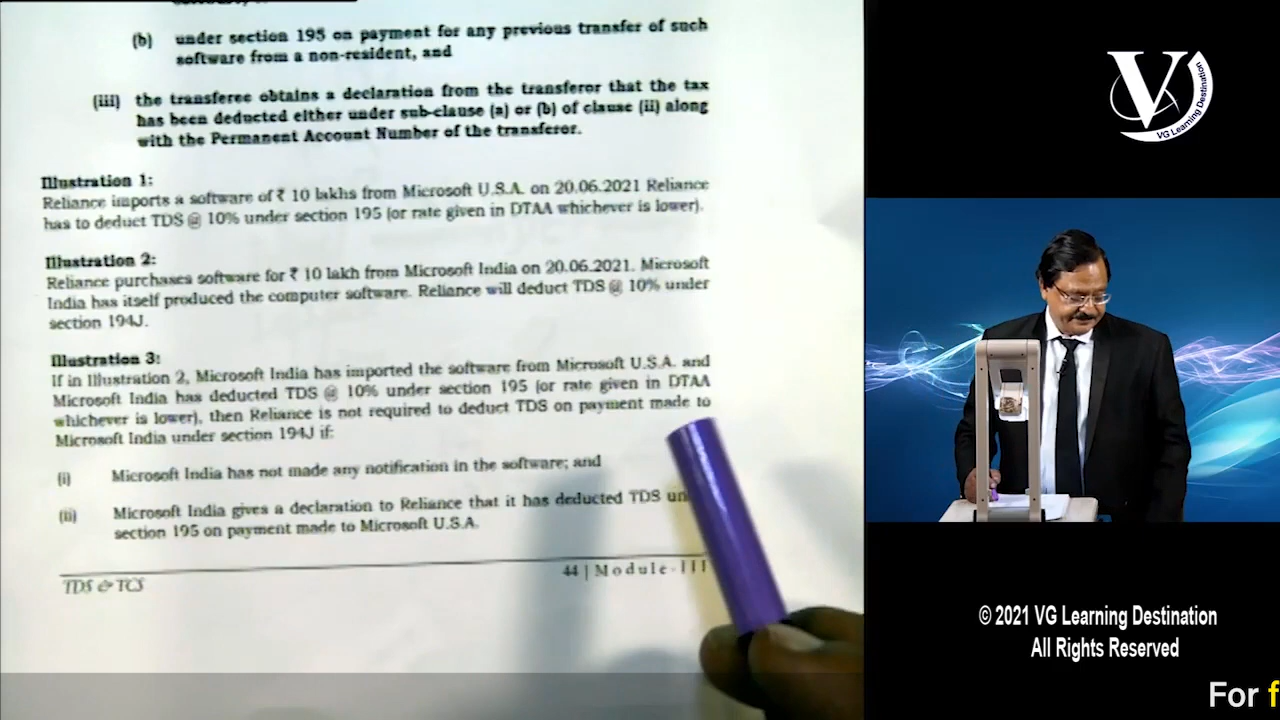 (b) under section 195 on payment for any previous transfer of such
software from a non-resident, and
(iii) the transferee obtains a declaration from the transferor that the tax
has been deducted either under sub-clause (a) or (b) of clause (ii) along
with the Permanent Account Number of the transferor.
Illustration 1:
Reliance imports a software of ₹ 10 lakhs from Microsoft U.S.A. on 20.06.2021 Reliance
has to deduct TDS @ 10% under section 195 (or rate given in DTAA whichever is lower).
Illustration 2:
Reliance purchases software for ₹ 10 lakh from Microsoft India on 20.06.2021. Microsoft
India has itself produced the computer software. Reliance will deduct TDS @ 10% under
section 194J.
Illustration 3:
If in Illustration 2, Microsoft India has imported the software from Microsoft U.S.A. and
Microsoft India has deducted TDS @ 10% under section 195 (or rate given in DTAA
whichever is lower), then Reliance is not required to deduct TDS on payment made to
Microsoft India under section 194J if:
(i) Microsoft India has not made any notification in the software; and
(ii) Microsoft India gives a declaration to Reliance that it has deducted TDS un
section 195 on payment made to Microsoft U.S.A.
TDS & TCS
44 | Module-III
V
VG Learning Destination
© 2021 VG Learning Destination
All Rights Reserved
For f